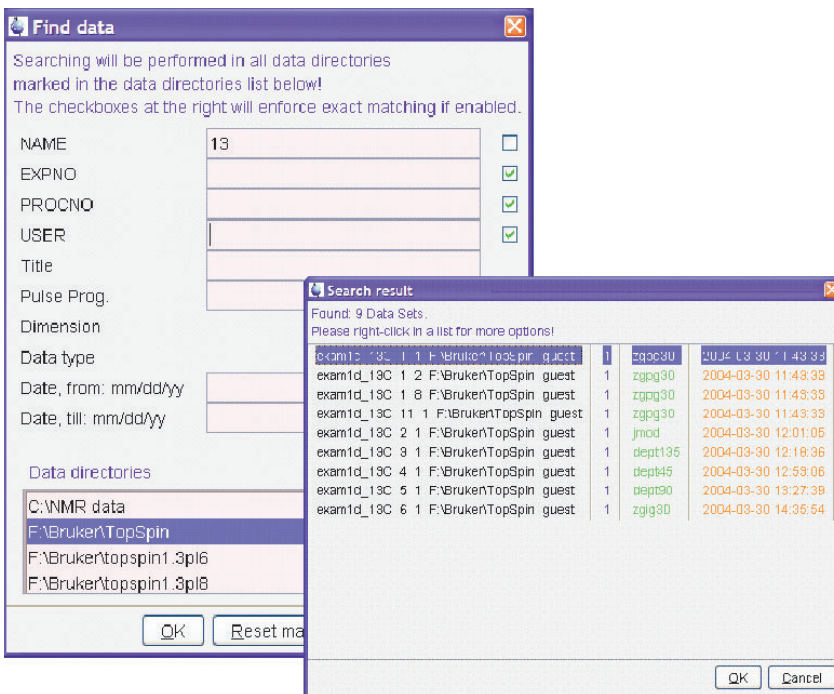 Find data
Searching will be performed in all data directories
marked in the data directories list below!
The checkboxes at the right will enforce exact matching if enabled.
NAME 13
EXPNO
PROCNO
USER
Title
Pulse Prog.
Dimension
Data type
Date, from: mm/dd/yy
Date, till: mm/dd/yy
Data directories
C:\NMR data
F:\Bruker\TopSpin
F:\Bruker\topspin1.3pl6
F:\Bruker\topspin1.3pl8
OK Reset ma
Search result
Found: 9 Data Sets.
Please right-click in a list for more options!
exam1d_13C 1 1 F:\Bruker\TopSpin guest 1 zgpg30 2004-03-30 11:43:33
exam1d_13C 1 2 F:\Bruker\TopSpin guest 1 zgpg30 2004-03-30 11:43:33
exam1d_13C 1 8 F:\Bruker\TopSpin guest 1 zgpg30 2004-03-30 11:43:33
exam1d_13C 11 1 F:\Bruker\TopSpin guest 1 zgpg30 2004-03-30 11:43:33
exam1d_13C 2 1 F:\Bruker\TopSpin guest 1 jmod 2004-03-30 12:01:05
exam1d_13C 3 1 F:\Bruker\TopSpin guest 1 dept135 2004-03-30 12:18:36
exam1d_13C 4 1 F:\Bruker\TopSpin guest 1 dept45 2004-03-30 12:53:06
exam1d_13C 5 1 F:\Bruker\TopSpin guest 1 dept90 2004-03-30 13:27:39
exam1d_13C 6 1 F:\Bruker\TopSpin guest 1 zgig30 2004-03-30 14:35:54
OK Cancel